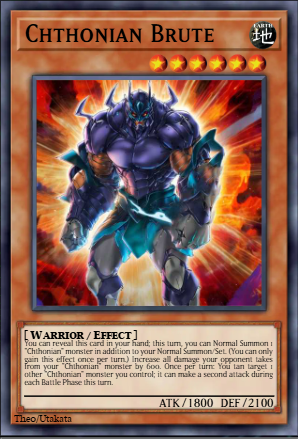 CHTHONIAN BRUTE
EARTH
地
[ WARRIOR / EFFECT ]
You can reveal this card in your hand; this turn, you can Normal Summon 1
"Chthonian" monster in addition to your Normal Summon/Set. (You can only
gain this effect once per turn.) Increase all damage your opponent takes
from your "Chthonian" monster by 600. Once per turn: You tan target 1
other "Chthonian" monster you control; it can make a second attack during
each Battle Phase this turn.
ATK/1800 DEF/2100
Theo/Utakata